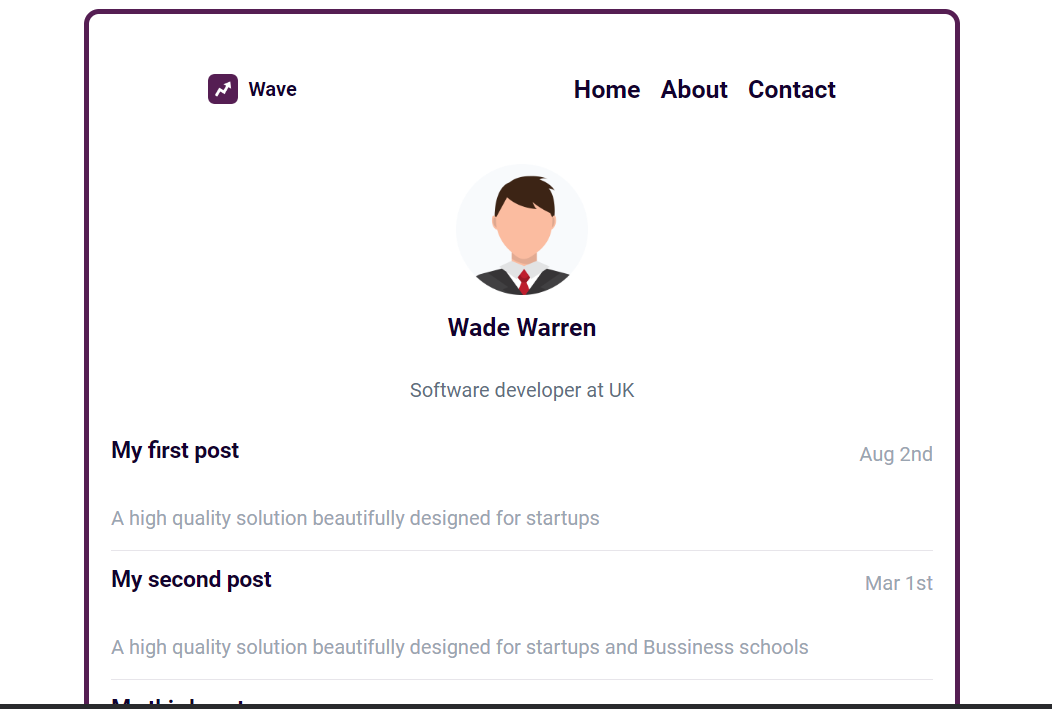 Wave
Home About Contact
Wade Warren
Software developer at UK
My first post
Aug 2nd
A high quality solution beautifully designed for startups
My second post
Mar 1st
A high quality solution beautifully designed for startups and Bussiness schools